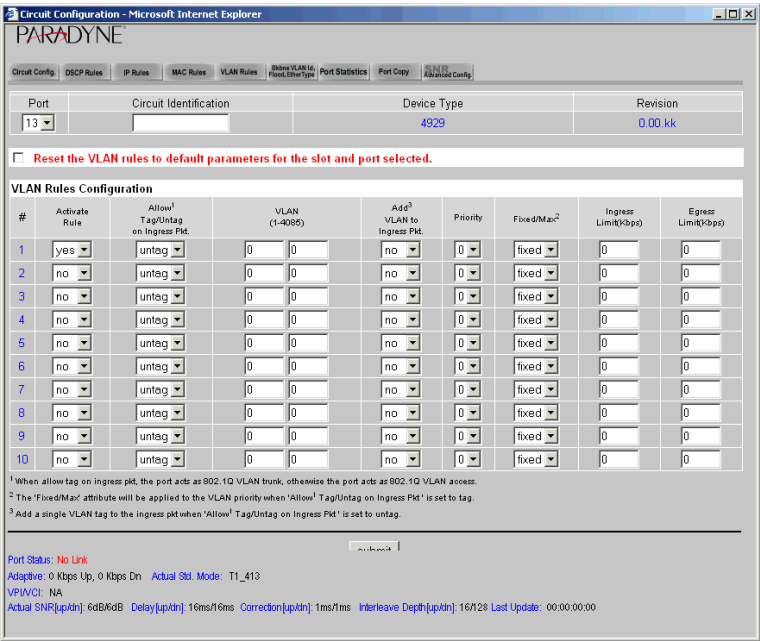 Circuit Configuration - Microsoft Internet Explorer
PARADYNE
Circuit Config. DSCP Rules IP Rules MAC Rules VLAN Rules Bkbne VLAN Id, Flood,EtherType Port Statistics Port Copy SNR Advanced Config.
Port Circuit Identification Device Type Revision
13 4929 0.00.kk
Reset the VLAN rules to default parameters for the slot and port selected.
VLAN Rules Configuration
# Activate Rule Allow1 Tag/Untag on Ingress Pkt. VLAN (1-4085) Add3 VLAN to Ingress Pkt. Priority Fixed/Max2 Ingress Limit(Kbps) Egress Limit(Kbps)
1 yes untag 0 0 no 0 fixed 0 0
2 no untag 0 0 no 0 fixed 0 0
3 no untag 0 0 no 0 fixed 0 0
4 no untag 0 0 no 0 fixed 0 0
5 no untag 0 0 no 0 fixed 0 0
6 no untag 0 0 no 0 fixed 0 0
7 no untag 0 0 no 0 fixed 0 0
8 no untag 0 0 no 0 fixed 0 0
9 no untag 0 0 no 0 fixed 0 0
10 no untag 0 0 no 0 fixed 0 0
1 When allow tag on ingress pkt, the port acts as 802.1Q VLAN trunk, otherwise the port acts as 802.1Q VLAN access.
2 The 'Fixed/Max' attribute will be applied to the VLAN priority when 'Allow1 Tag/Untag on Ingress Pkt' is set to tag.
3 Add a single VLAN tag to the ingress pkt when 'Allow1 Tag/Untag on Ingress Pkt' is set to untag.
submit
Port Status: No Link
Adaptive: 0 Kbps Up, 0 Kbps Dn Actual Std. Mode: T1_413
VPI/VCI: NA
Actual SNR[up/dn]: 6dB/6dB Delay[up/dn]: 16ms/16ms Correction[up/dn]: 1ms/1ms Interleave Depth[up/dn]: 16/128 Last Update: 00:00:00:00